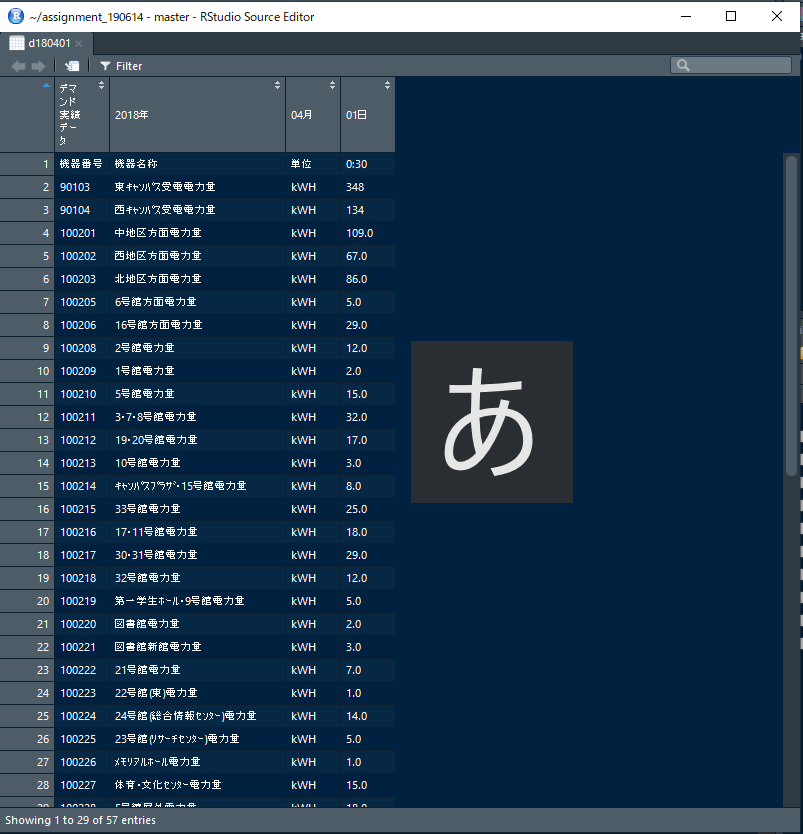 ~/assignment_190614 - master - RStudio Source Editor
d180401
Filter
デマンド実績データ 2018年 04月 01日
1 機器番号 機器名称 単位 0:30
2 90103 東ｷｬﾝﾊﾟｽ受電電力量 kWH 348
3 90104 西ｷｬﾝﾊﾟｽ受電電力量 kWH 134
4 100201 中地区方面電力量 kWH 109.0
5 100202 西地区方面電力量 kWH 67.0
6 100203 北地区方面電力量 kWH 86.0
7 100205 6号館方面電力量 kWH 5.0
8 100206 16号館方面電力量 kWH 29.0
9 100208 2号館電力量 kWH 12.0
10 100209 1号館電力量 kWH 2.0
11 100210 5号館電力量 kWH 15.0
12 100211 3･7･8号館電力量 kWH 32.0
13 100212 19･20号館電力量 kWH 17.0
14 100213 10号館電力量 kWH 3.0
15 100214 ｷｬﾝﾊﾟｽﾌﾟﾗｻﾞ･15号館電力量 kWH 8.0
16 100215 33号館電力量 kWH 25.0
17 100216 17･11号館電力量 kWH 18.0
18 100217 30･31号館電力量 kWH 29.0
19 100218 32号館電力量 kWH 12.0
20 100219 第一学生ﾎｰﾙ･9号館電力量 kWH 5.0
21 100220 図書館電力量 kWH 2.0
22 100221 図書館新館電力量 kWH 3.0
23 100222 21号館電力量 kWH 7.0
24 100223 22号館(東)電力量 kWH 1.0
25 100224 24号館(総合情報ｾﾝﾀｰ)電力量 kWH 14.0
26 100225 23号館(ﾘｻｰﾁｾﾝﾀｰ)電力量 kWH 5.0
27 100226 ﾒﾓﾘｱﾙﾎｰﾙ電力量 kWH 1.0
28 100227 体育･文化ｾﾝﾀｰ電力量 kWH 15.0
あ
Showing 1 to 29 of 57 entries